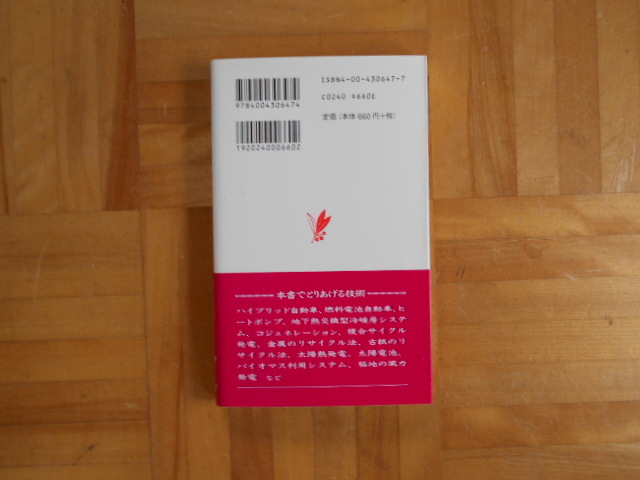 ISBN4-00-430647-7
9784004306474
C0240 ¥660E
定価（本体 660 円+税）
1920240006602
本書でとりあげる技術
ハイブリッド自動車、燃料電池自動車、ヒ
ートポンプ、地下熱交換型冷暖房システ
ム、コジェネレーション、複合サイクル
発電、金属のリサイクル法、古紙のリ
サイクル法、太陽熱発電、太陽電池、
バイオマス利用システム、極地の風力
発電 など